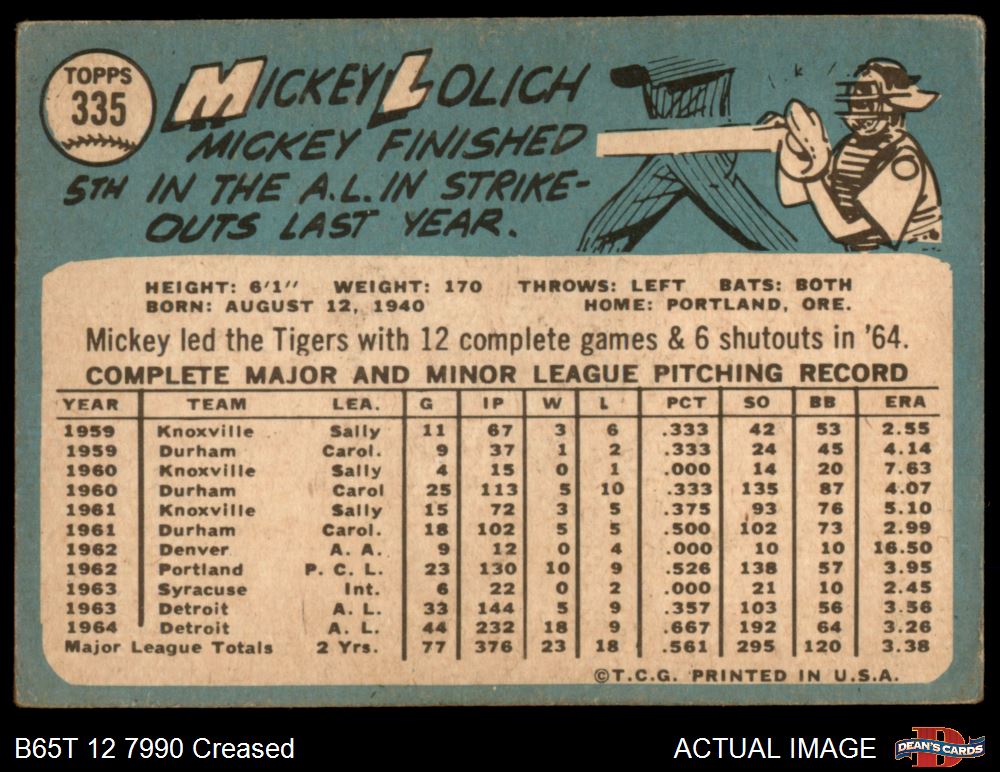 TOPPS
335
MICKEY LOLICH
MICKEY FINISHED
5TH IN THE A.L. IN STRIKE-
OUTS LAST YEAR.
HEIGHT: 6'1" WEIGHT: 170 THROWS: LEFT BATS: BOTH
BORN: AUGUST 12, 1940 HOME: PORTLAND, ORE.
Mickey led the Tigers with 12 complete games & 6 shutouts in '64.
COMPLETE MAJOR AND MINOR LEAGUE PITCHING RECORD
YEAR TEAM LEA. G IP W L PCT SO BB ERA
1959 Knoxville Sally 11 67 3 6 .333 42 53 2.55
1959 Durham Carol. 9 37 1 2 .333 24 45 4.14
1960 Knoxville Sally 4 15 0 1 .000 14 20 7.63
1960 Durham Carol 25 113 5 10 .333 135 87 4.07
1961 Knoxville Sally 15 72 3 5 .375 93 76 5.10
1961 Durham Carol. 18 102 5 5 .500 102 73 2.99
1962 Denver A. A. 9 12 0 4 .000 10 10 16.50
1962 Portland P. C. L. 23 130 10 9 .526 138 57 3.95
1963 Syracuse Int. 6 22 0 2 .000 21 10 2.45
1963 Detroit A. L. 33 144 5 9 .357 103 56 3.56
1964 Detroit A. L. 44 232 18 9 .667 192 64 3.26
Major League Totals 2 Yrs. 77 376 23 18 .561 295 120 3.38
©T.C.G. PRINTED IN U.S.A.
B65T 12 7990 Creased ACTUAL IMAGE DEAN'S CARDS